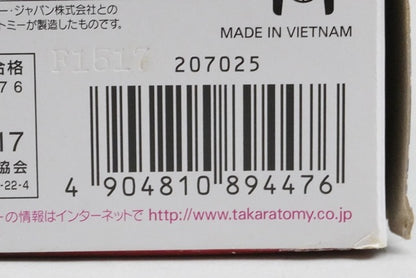 ー・ジャパン株式会社との
トミーが製造したものです。
MADE IN VIETNAM
合格
F1517 207025
76
17
協会
-22-4
4 904810 894476
ーの情報はインターネットで www.takaratomy.co.jp